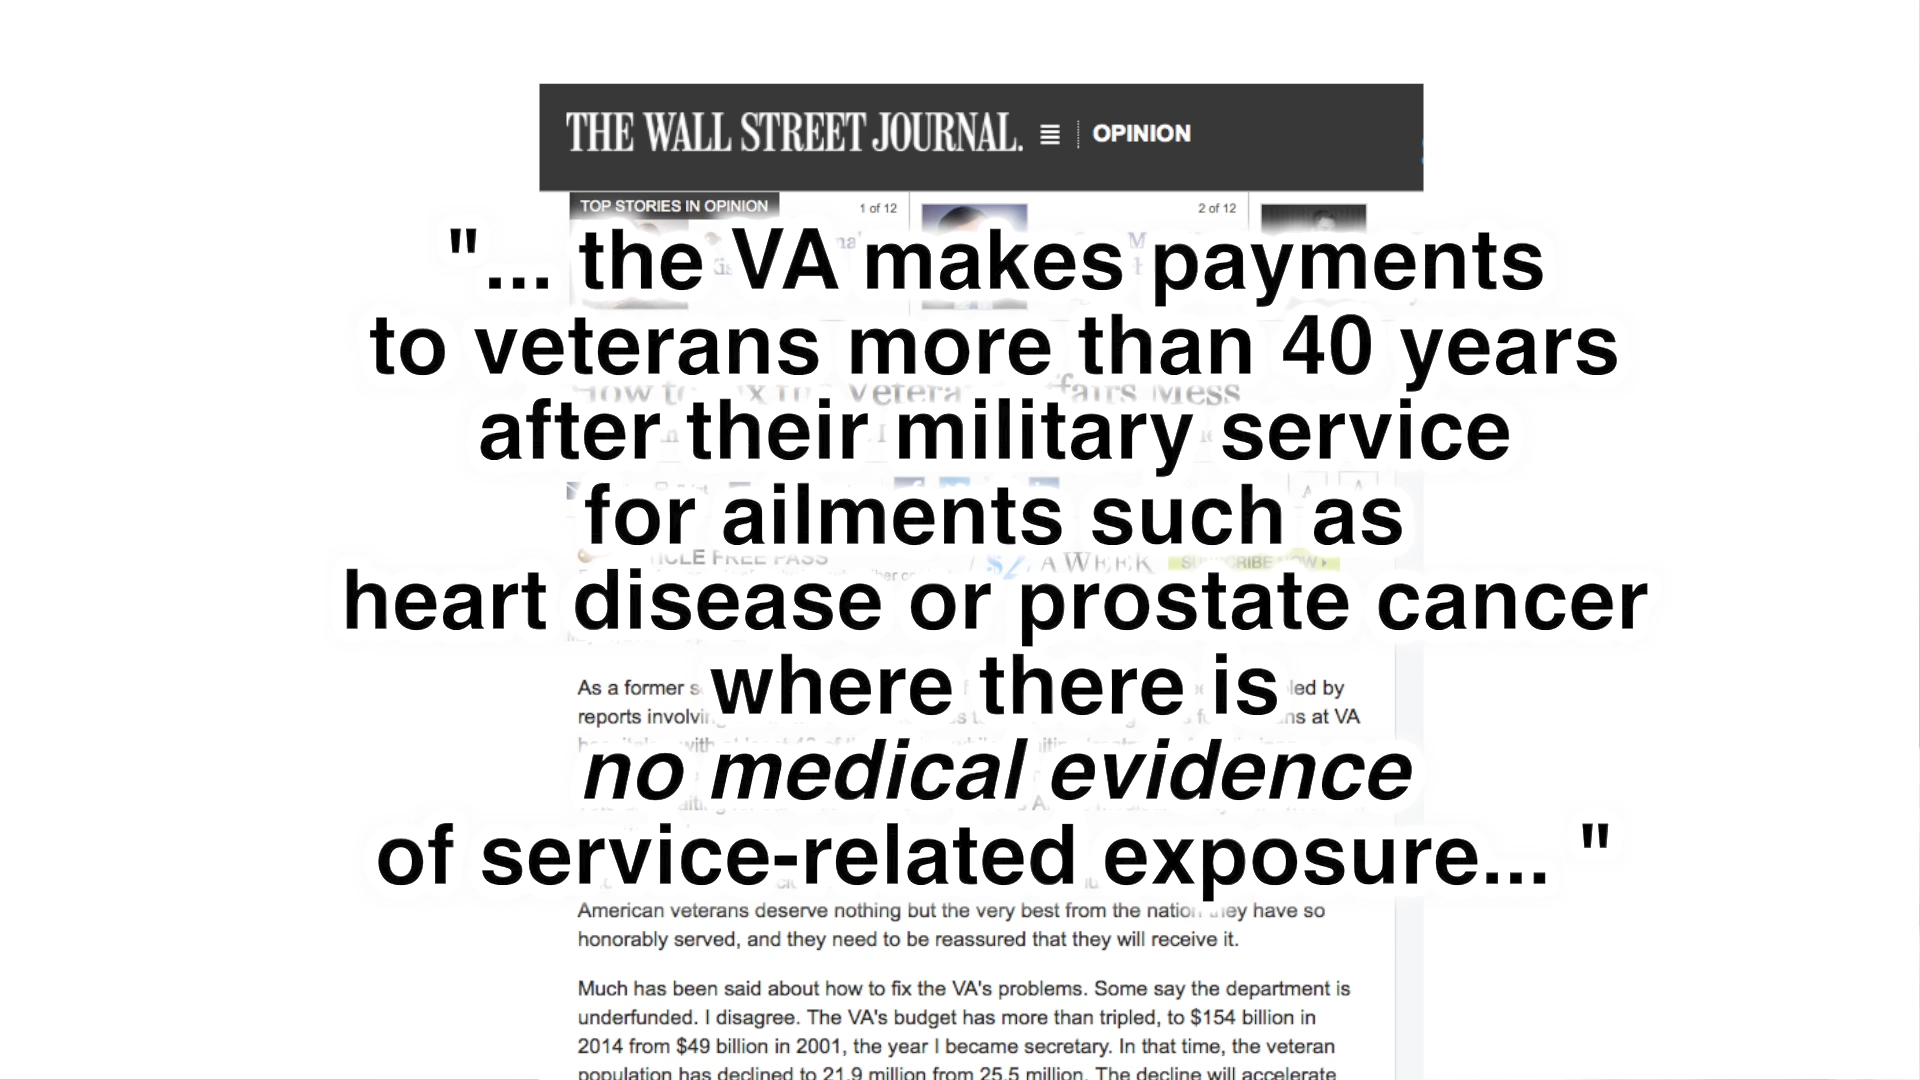 THE WALL STREET JOURNAL. OPINION
TOP STORIES IN OPINION 1 of 12 2 of 12
"... the VA makes payments
to veterans more than 40 years
after their military service
for ailments such as
heart disease or prostate cancer
where there is
no medical evidence
of service-related exposure... "
As a former by
reports at VA
American veterans deserve nothing but the very best from the nation they have so
honorably served, and they need to be reassured that they will receive it.
Much has been said about how to fix the VA's problems. Some say the department is
underfunded. I disagree. The VA's budget has more than tripled, to $154 billion in
2014 from $49 billion in 2001, the year I became secretary. In that time, the veteran
population has declined to 21.9 million from 25.5 million. The decline will accelerate